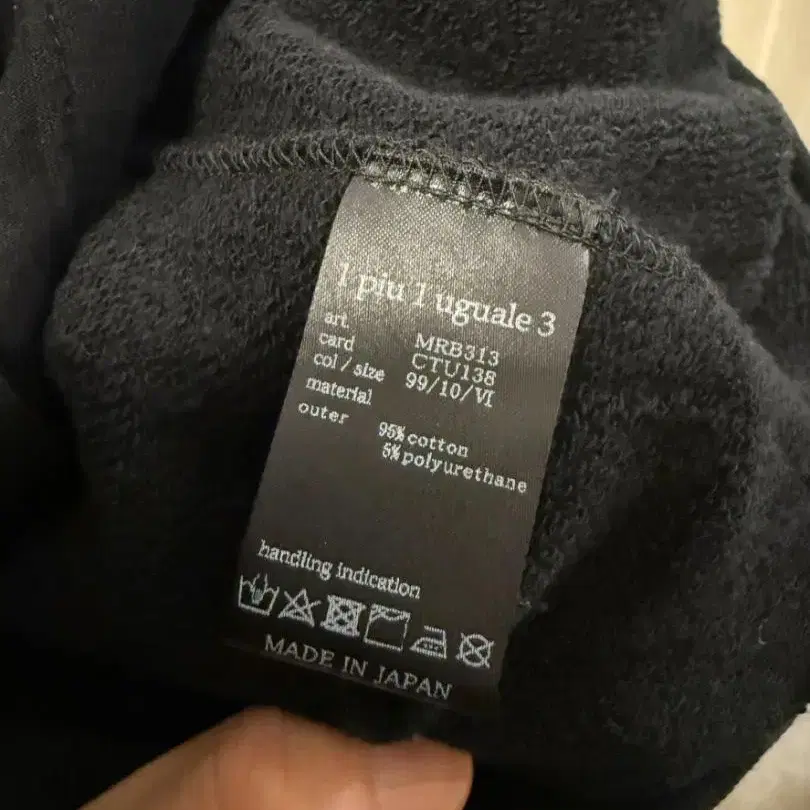 1 piu 1 uguale 3
art. MRB313
card CTU138
col / size 99/10/VI
material
outer 95% cotton
5% polyurethane
handling indication
MADE IN JAPAN